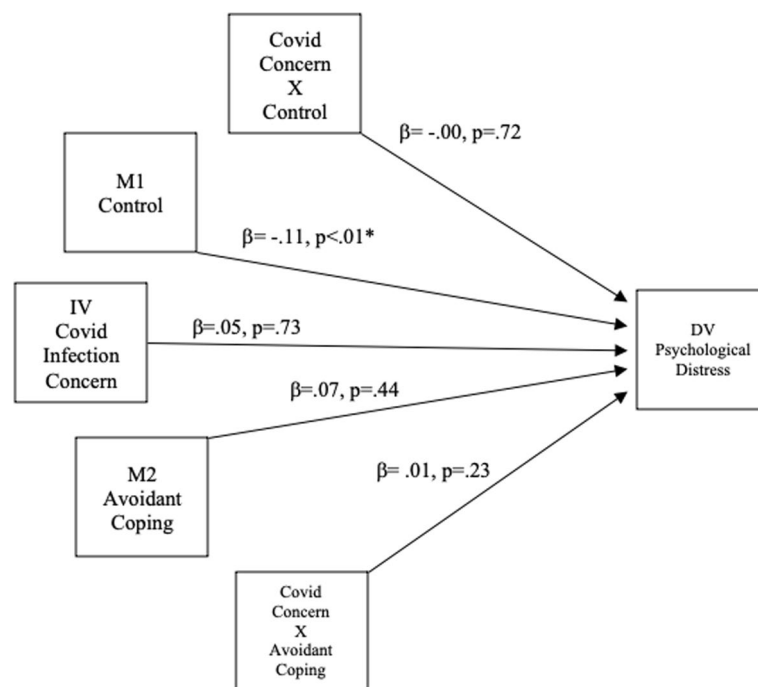 Covid
Concern
X
Control
β= -.00, p=.72
M1
Control
β= -.11, p<.01*
IV
Covid
Infection
Concern
β=.05, p=.73
DV
Psychological
Distress
β=.07, p=.44
M2
Avoidant
Coping
β= .01, p=.23
Covid
Concern
X
Avoidant
Coping